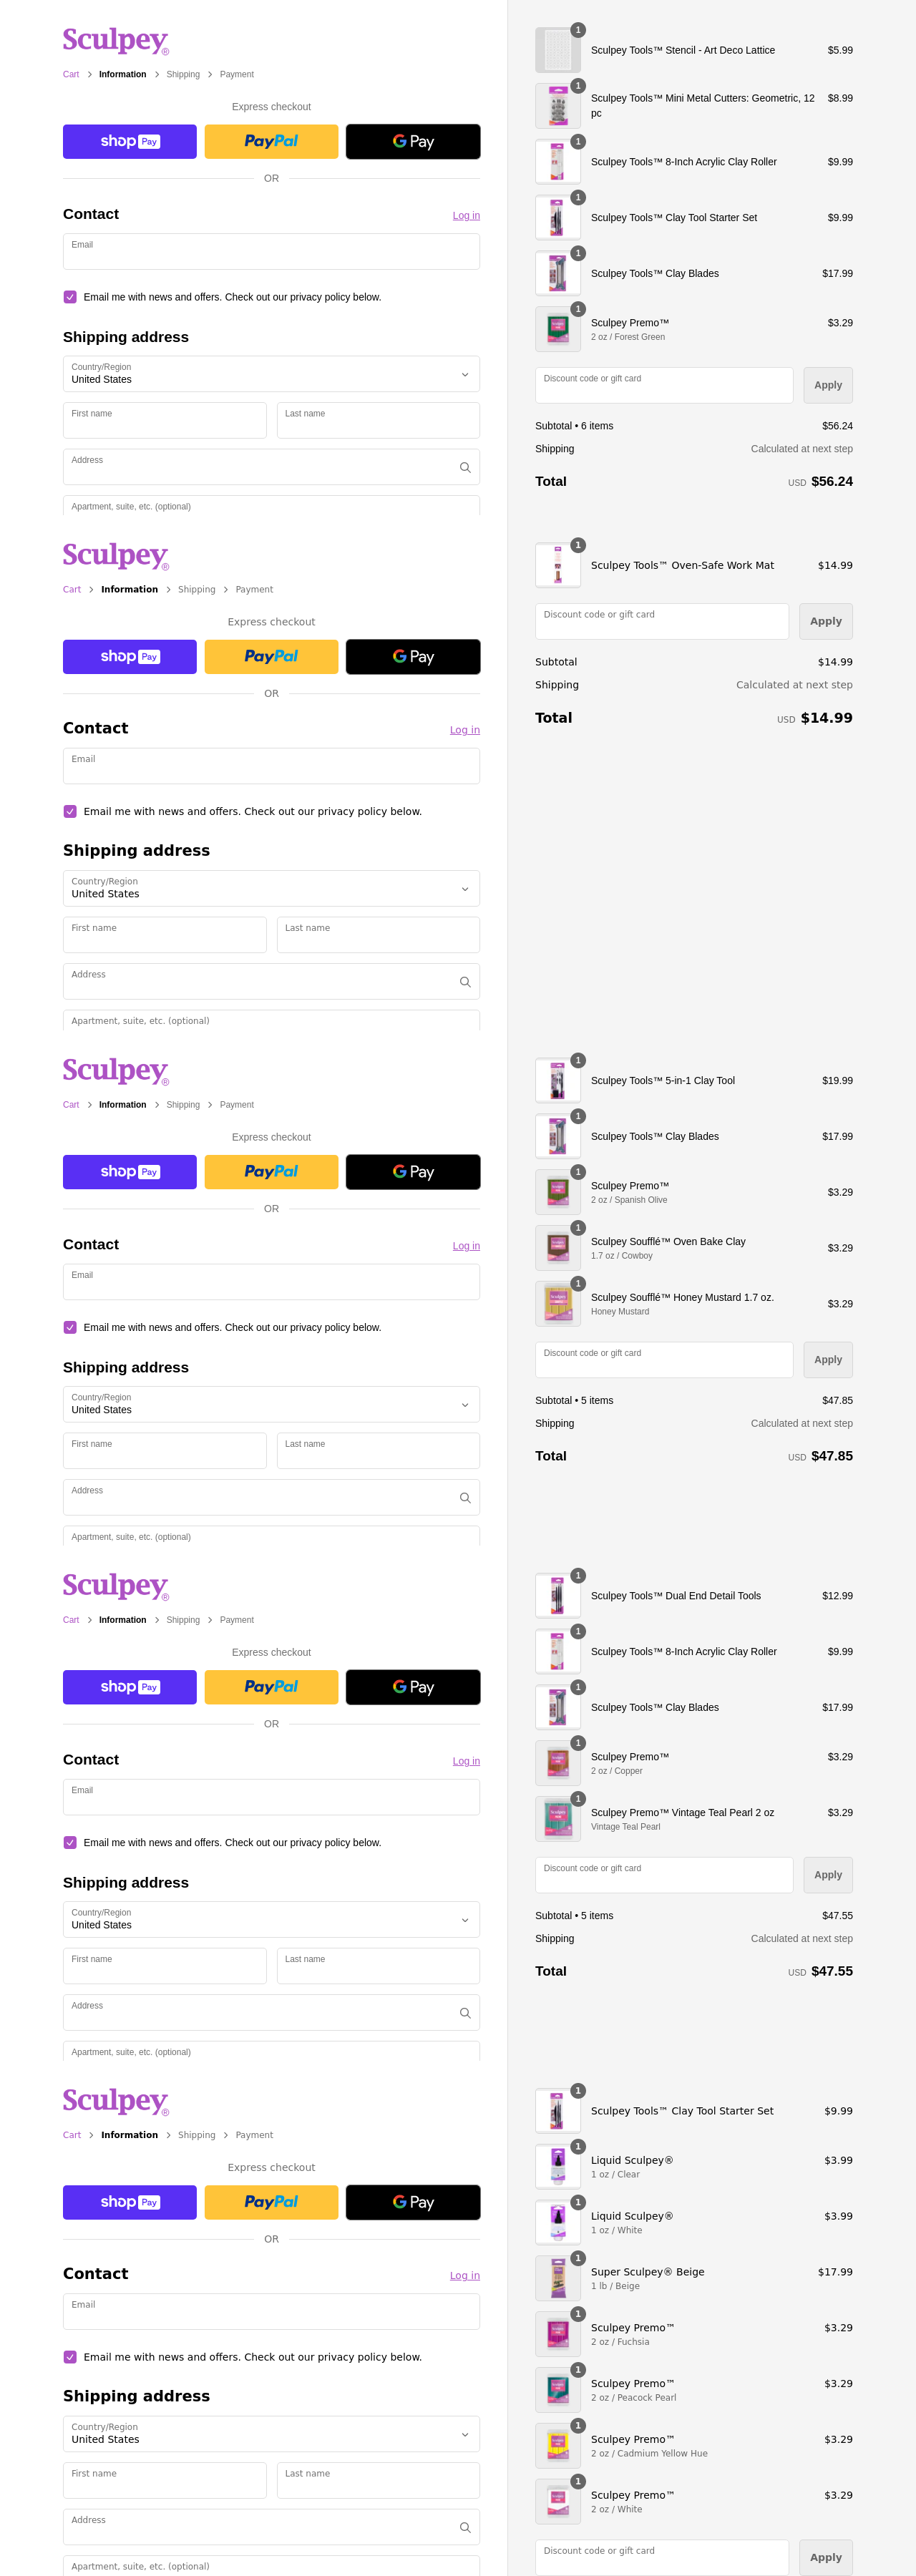 Sculpey®
Cart > Information > Shipping > Payment
Express checkout
shop Pay PayPal G Pay
OR
Contact Log in
Email
Email me with news and offers. Check out our privacy policy below.
Shipping address
Country/Region
United States
First name Last name
Address
Apartment, suite, etc. (optional)
1
Sculpey Tools™ Stencil - Art Deco Lattice $5.99
1
Sculpey Tools™ Mini Metal Cutters: Geometric, 12 $8.99
pc
1
Sculpey Tools™ 8-Inch Acrylic Clay Roller $9.99
1
Sculpey Tools™ Clay Tool Starter Set $9.99
1
Sculpey Tools™ Clay Blades $17.99
1
Sculpey Premo™ $3.29
2 oz / Forest Green
Discount code or gift card Apply
Subtotal • 6 items $56.24
Shipping Calculated at next step
Total USD $56.24
Sculpey®
Cart > Information > Shipping > Payment
Express checkout
shop Pay PayPal G Pay
OR
Contact Log in
Email
Email me with news and offers. Check out our privacy policy below.
Shipping address
Country/Region
United States
First name Last name
Address
Apartment, suite, etc. (optional)
1
Sculpey Tools™ Oven-Safe Work Mat $14.99
Discount code or gift card Apply
Subtotal $14.99
Shipping Calculated at next step
Total USD $14.99
Sculpey®
Cart > Information > Shipping > Payment
Express checkout
shop Pay PayPal G Pay
OR
Contact Log in
Email
Email me with news and offers. Check out our privacy policy below.
Shipping address
Country/Region
United States
First name Last name
Address
Apartment, suite, etc. (optional)
1
Sculpey Tools™ 5-in-1 Clay Tool $19.99
1
Sculpey Tools™ Clay Blades $17.99
1
Sculpey Premo™ $3.29
2 oz / Spanish Olive
1
Sculpey Soufflé™ Oven Bake Clay $3.29
1.7 oz / Cowboy
1
Sculpey Soufflé™ Honey Mustard 1.7 oz. $3.29
Honey Mustard
Discount code or gift card Apply
Subtotal • 5 items $47.85
Shipping Calculated at next step
Total USD $47.85
Sculpey®
Cart > Information > Shipping > Payment
Express checkout
shop Pay PayPal G Pay
OR
Contact Log in
Email
Email me with news and offers. Check out our privacy policy below.
Shipping address
Country/Region
United States
First name Last name
Address
Apartment, suite, etc. (optional)
1
Sculpey Tools™ Dual End Detail Tools $12.99
1
Sculpey Tools™ 8-Inch Acrylic Clay Roller $9.99
1
Sculpey Tools™ Clay Blades $17.99
1
Sculpey Premo™ $3.29
2 oz / Copper
1
Sculpey Premo™ Vintage Teal Pearl 2 oz $3.29
Vintage Teal Pearl
Discount code or gift card Apply
Subtotal • 5 items $47.55
Shipping Calculated at next step
Total USD $47.55
Sculpey®
Cart > Information > Shipping > Payment
Express checkout
shop Pay PayPal G Pay
OR
Contact Log in
Email
Email me with news and offers. Check out our privacy policy below.
Shipping address
Country/Region
United States
First name Last name
Address
Apartment, suite, etc. (optional)
1
Sculpey Tools™ Clay Tool Starter Set $9.99
1
Liquid Sculpey® $3.99
1 oz / Clear
1
Liquid Sculpey® $3.99
1 oz / White
1
Super Sculpey® Beige $17.99
1 lb / Beige
1
Sculpey Premo™ $3.29
2 oz / Fuchsia
1
Sculpey Premo™ $3.29
2 oz / Peacock Pearl
1
Sculpey Premo™ $3.29
2 oz / Cadmium Yellow Hue
1
Sculpey Premo™ $3.29
2 oz / White
Discount code or gift card Apply